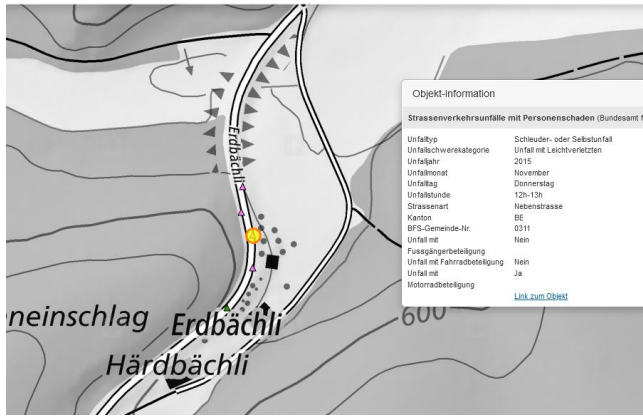 Erdbächli
neinschlag
Erdbächli
Härdbächli
600
Objekt-Information
Strassenverkehrsunfälle mit Personenschaden (Bundesamt f
Unfalltyp Schleuder- oder Selbstunfall
Unfallschwerekategorie Unfall mit Leichtverletzten
Unfalljahr 2015
Unfallmonat November
Unfalltag Donnerstag
Unfallstunde 12h-13h
Strassenart Nebenstrasse
Kanton BE
BFS-Gemeinde-Nr. 0311
Unfall mit Nein
Fussgängerbeteiligung
Unfall mit Fahrradbeteiligung Nein
Unfall mit Ja
Motorradbeteiligung
Link zum Objekt